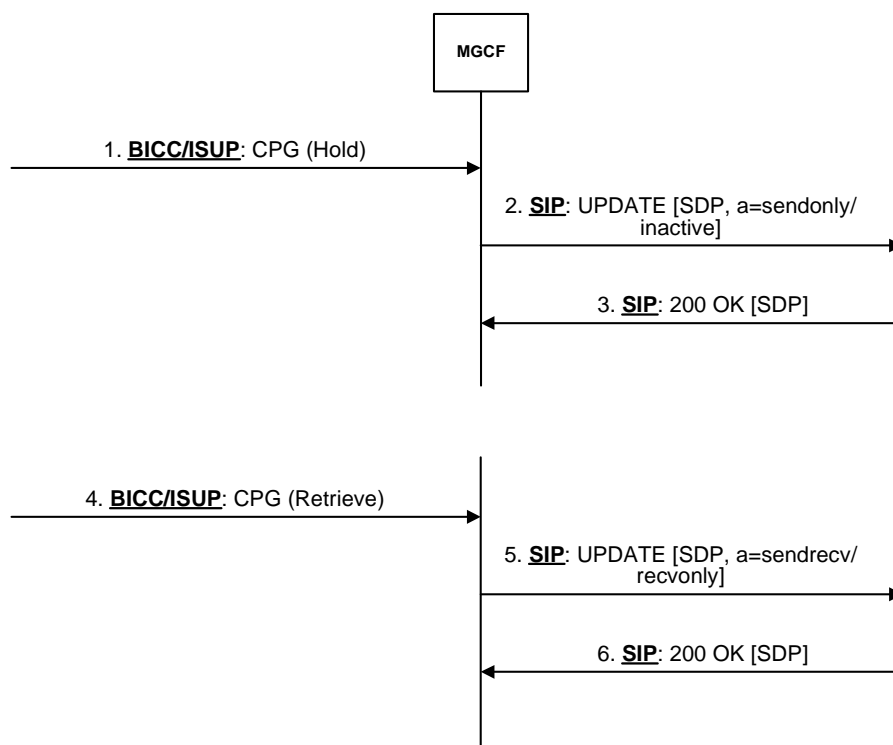 MGCF
1. BICC/ISUP: CPG (Hold)
2. SIP: UPDATE [SDP, a=sendonly/
inactive]
3. SIP: 200 OK [SDP]
4. BICC/ISUP: CPG (Retrieve)
5. SIP: UPDATE [SDP, a=sendrecv/
recvonly]
6. SIP: 200 OK [SDP]